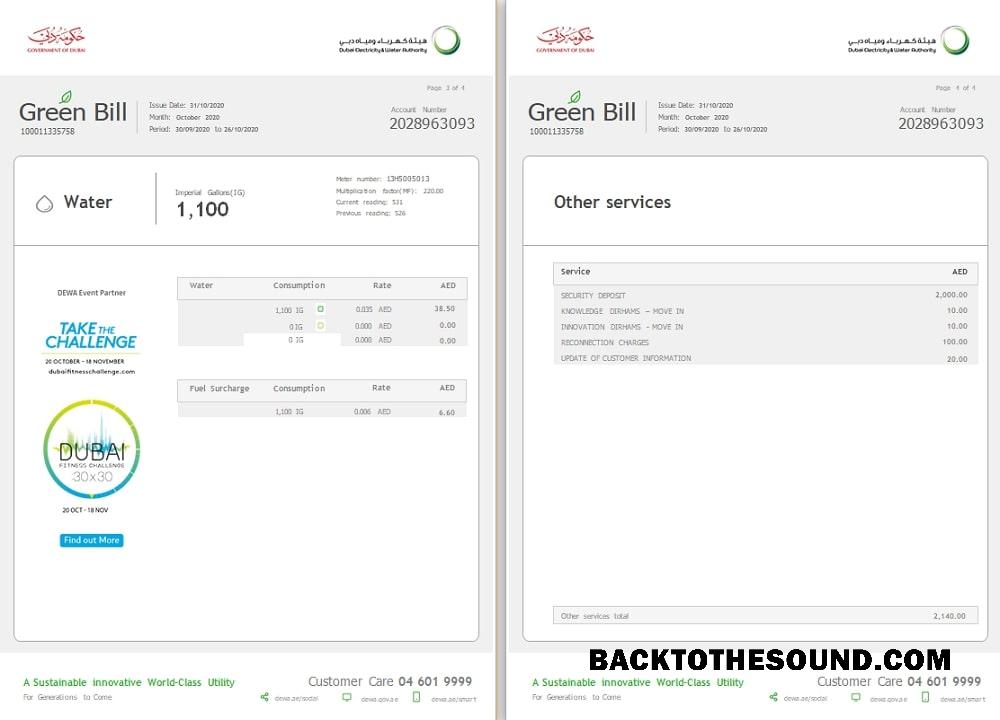 حكومة دبي
GOVERNMENT OF DUBAI
هيئة كهرباء ومياه دبي
Dubai Electricity & Water Authority
Page 3 of 4
Green Bill
100011335758
Issue Date: 31/10/2020
Month: October 2020
Period: 30/09/2020 to 26/10/2020
Account Number
2028963093
Water
Imperial Gallons(IG)
1,100
Meter number: 13HS005013
Multiplication factor(MF): 220.00
Current reading: 531
Previous reading: 526
DEWA Event Partner
TAKE THE
CHALLENGE
20 OCTOBER – 18 NOVEMBER
dubaifitnesschallenge.com
DUBAI
FITNESS CHALLENGE
30x30
20 OCT - 18 NOV
Find out More
Water Consumption Rate AED
1,100 IG 0.035 AED 38.50
0 IG 0.000 AED 0.00
0 IG 0.000 AED 0.00
Fuel Surcharge Consumption Rate AED
1,100 IG 0.006 AED 6.60
A Sustainable innovative World-Class Utility
For Generations to Come
Customer Care 04 601 9999
dewa.ae/social dewa.gov.ae dewa.ae/smart
حكومة دبي
GOVERNMENT OF DUBAI
هيئة كهرباء ومياه دبي
Dubai Electricity & Water Authority
Page 4 of 4
Green Bill
100011335758
Issue Date: 31/10/2020
Month: October 2020
Period: 30/09/2020 to 26/10/2020
Account Number
2028963093
Other services
Service AED
SECURITY DEPOSIT 2,000.00
KNOWLEDGE DIRHAMS – MOVE IN 10.00
INNOVATION DIRHAMS - MOVE IN 10.00
RECONNECTION CHARGES 100.00
UPDATE OF CUSTOMER INFORMATION 20.00
Other services total 2,140.00
BACKTOTHESOUND.COM
A Sustainable innovative World-Class Utility
For Generations to Come
Customer Care 04 601 9999
dewa.ae/social dewa.gov.ae dewa.ae/smart